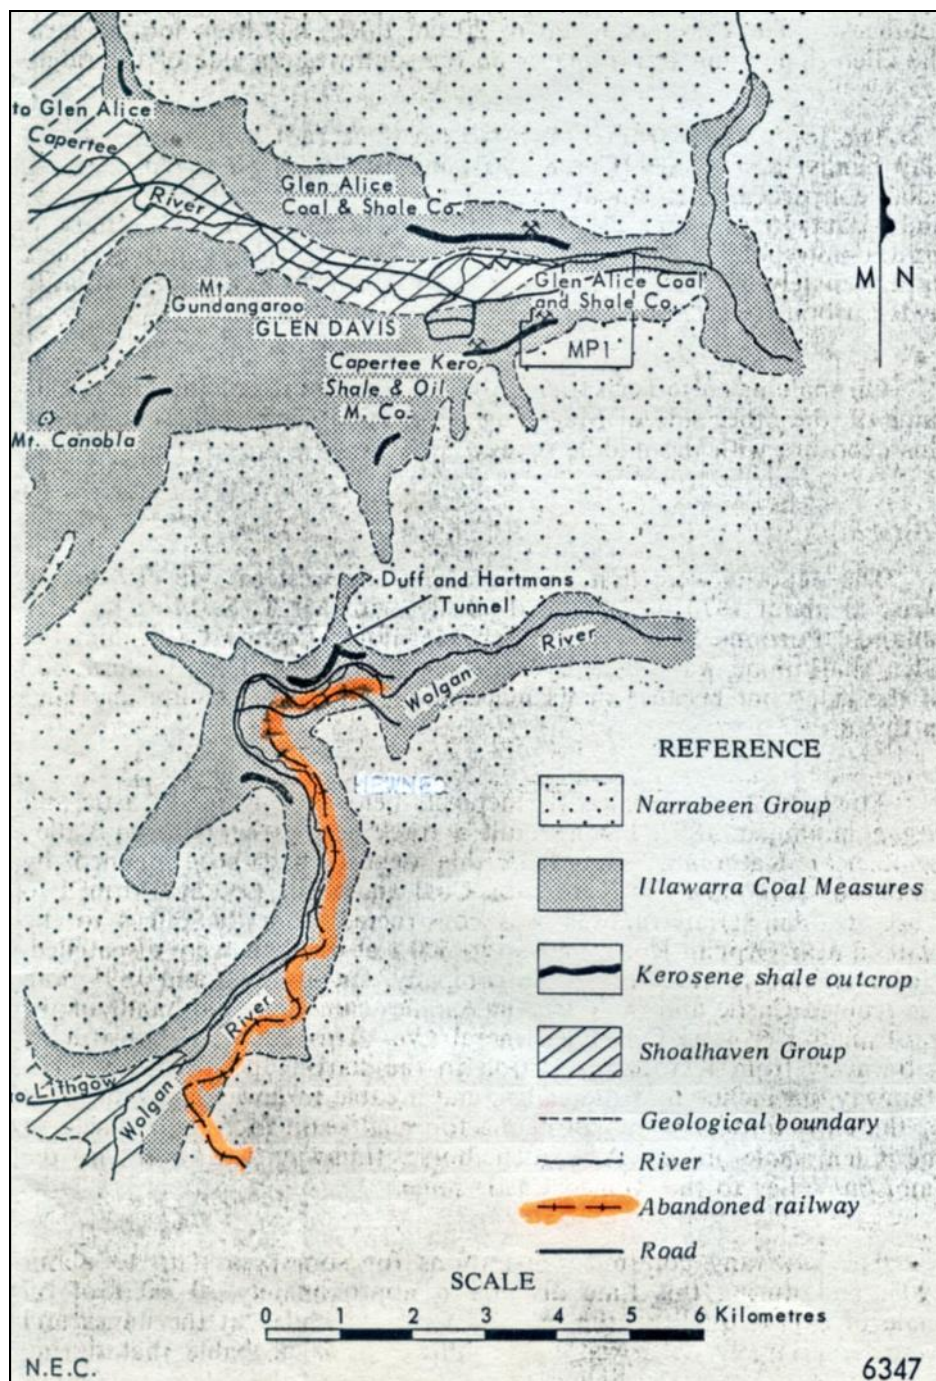 to Glen Alice
Capertee
River
Glen Alice
Coal & Shale Co.
Mt.
Gundangaroo
GLEN DAVIS
Glen Alice Coal
and Shale Co.
M N
MP1
Capertee Kero.
Shale & Oil
M. Co.
Mt. Canobla
Duff and Hartmans
Tunnel
River
Wolgan
NEWNES
River
to Lithgow
Wolgan
REFERENCE
Narrabeen Group
Illawarra Coal Measures
Kerosene shale outcrop
Shoalhaven Group
Geological boundary
River
Abandoned railway
Road
SCALE
0 1 2 3 4 5 6 Kilometres
N.E.C.
6347